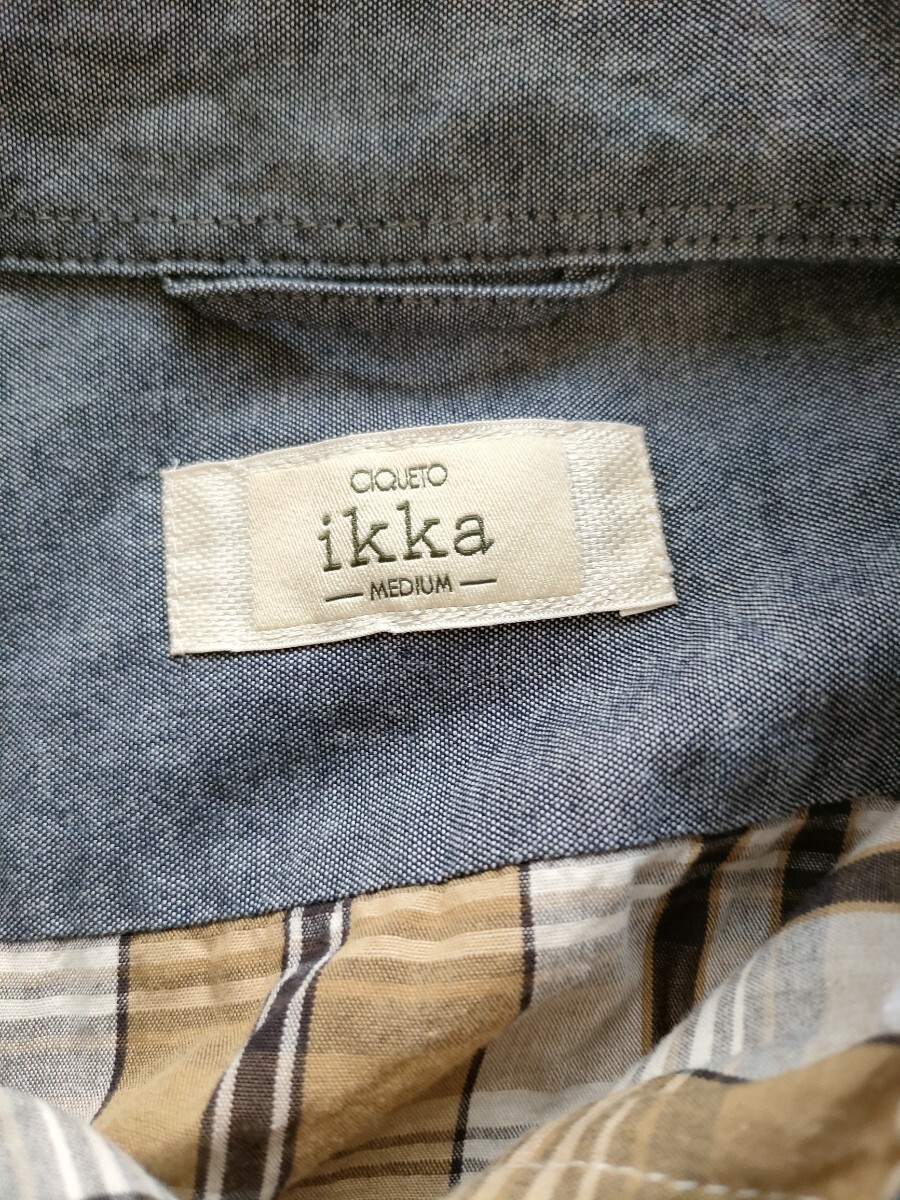 CIQUETO
ikka
— MEDIUM —